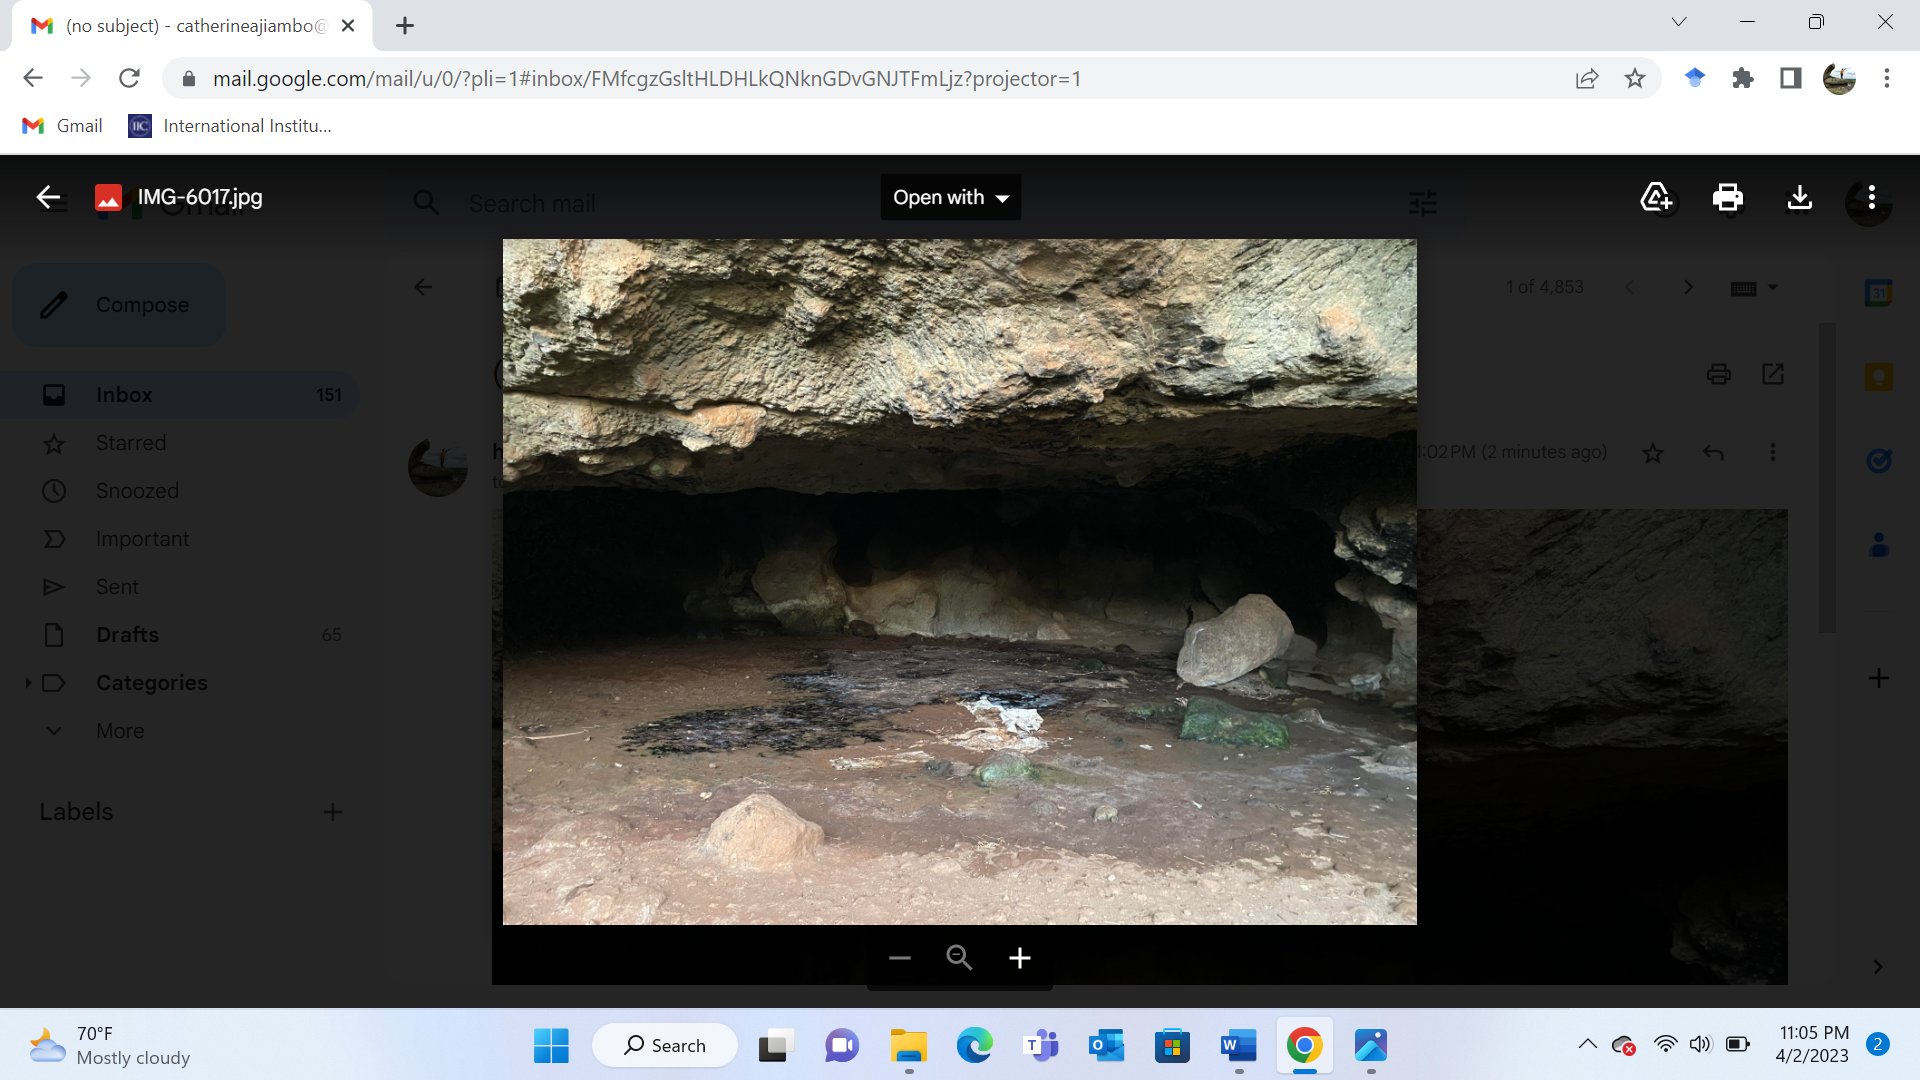 (no subject) - catherineajiambo@
mail.google.com/mail/u/0/?pli=1#inbox/FMfcgzGsltHLDHLkQNknGDvGNJTFmLjz?projector=1
Gmail
International Institu...
IMG-6017.jpg
Search mail
Open with
Compose
1 of 4,853
31
Inbox 151
Starred
:02 PM (2 minutes ago)
Snoozed
Important
Sent
Drafts 65
Categories
More
Labels
70°F
Mostly cloudy
Search
11:05 PM
4/2/2023
2